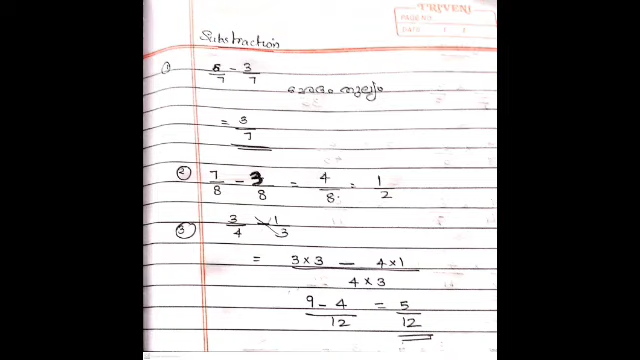 TRIVENI
PAGE NO
DATE / /
Substraction
① 6/7 - 3/7
ഛേദം തുല്യം
= 3/7
② 7/8 - 3/8 = 4/8 = 1/2
③ 3/4 - 1/3
= 3 × 3 - 4 × 1 / 4 × 3
9 - 4 / 12 = 5/12